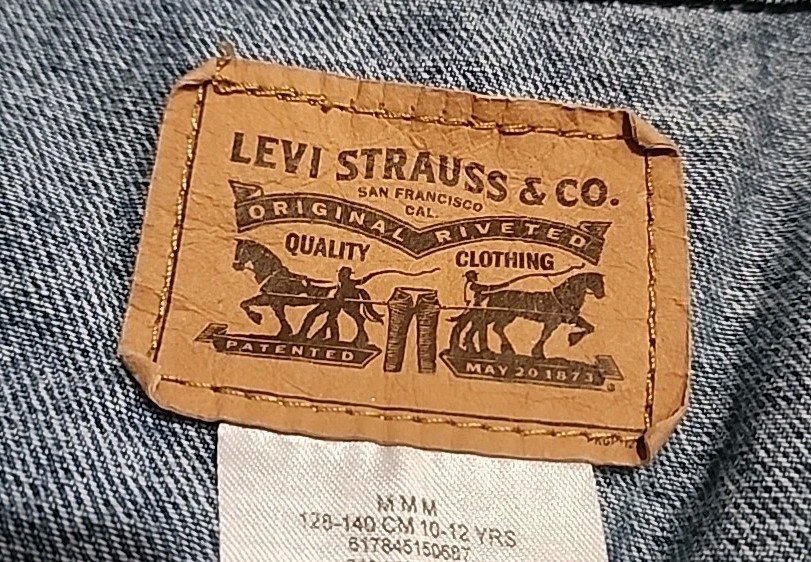 LEVI STRAUSS & CO.
SAN FRANCISCO
CAL.
ORIGINAL RIVETED
QUALITY CLOTHING
PATENTED
MAY 20 1873
®
M M M
128-140 CM 10-12 YRS
617845150687